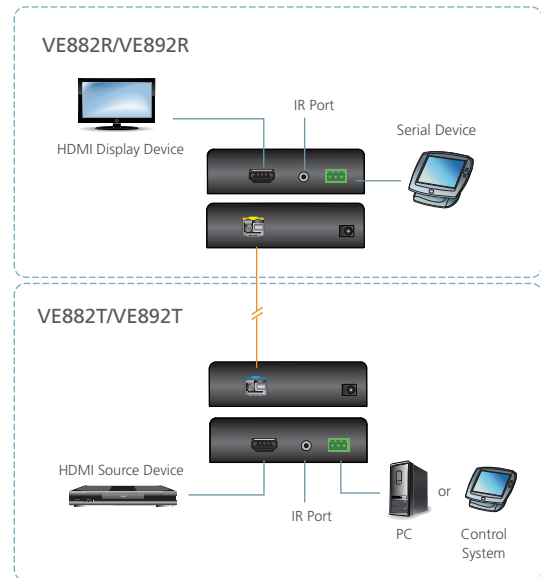 VE882R/VE892R
IR Port
Serial Device
HDMI Display Device
VE882T/VE892T
HDMI Source Device
IR Port
or
PC
Control
System